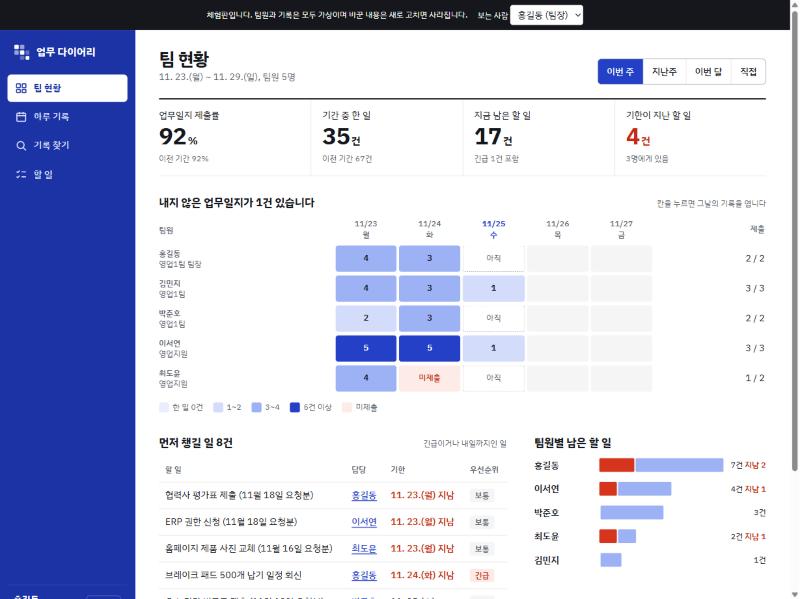 체험판입니다. 팀원과 기록은 모두 가상이며 바꾼 내용은 새로 고치면 사라집니다. 보는 사람 홍길동 (팀장)
업무 다이어리
팀 현황
하루 기록
기록 찾기
할 일
팀 현황
11. 23.(월) ~ 11. 29.(일), 팀원 5명
이번 주 지난주 이번 달 직접
업무일지 제출률
92%
이전 기간 92%
기간 중 한 일
35건
이전 기간 67건
지금 남은 할 일
17건
긴급 1건 포함
기한이 지난 할 일
4건
3명에게 있음
내지 않은 업무일지가 1건 있습니다
칸을 누르면 그날의 기록을 엽니다
팀원 11/23 월 11/24 화 11/25 수 11/26 목 11/27 금 제출
홍길동
영업1팀 팀장
4 3 아직 2 / 2
김민지
영업1팀
4 3 1 3 / 3
박준호
영업1팀
2 3 아직 2 / 2
이서연
영업지원
5 5 1 3 / 3
최도윤
영업지원
4 미제출 아직 1 / 2
한 일 0건 1~2 3~4 5건 이상 미제출
먼저 챙길 일 8건
긴급이거나 내일까지인 일
할 일 담당 기한 우선순위
협력사 평가표 제출 (11월 18일 요청분) 홍길동 11. 23.(월) 지남 보통
ERP 권한 신청 (11월 18일 요청분) 이서연 11. 23.(월) 지남 보통
홈페이지 제품 사진 교체 (11월 16일 요청분) 최도윤 11. 23.(월) 지남 보통
브레이크 패드 500개 납기 일정 회신 홍길동 11. 24.(화) 지남 긴급
팀원별 남은 할 일
홍길동 7건 지남 2
이서연 4건 지남 1
박준호 3건
최도윤 2건 지남 1
김민지 1건